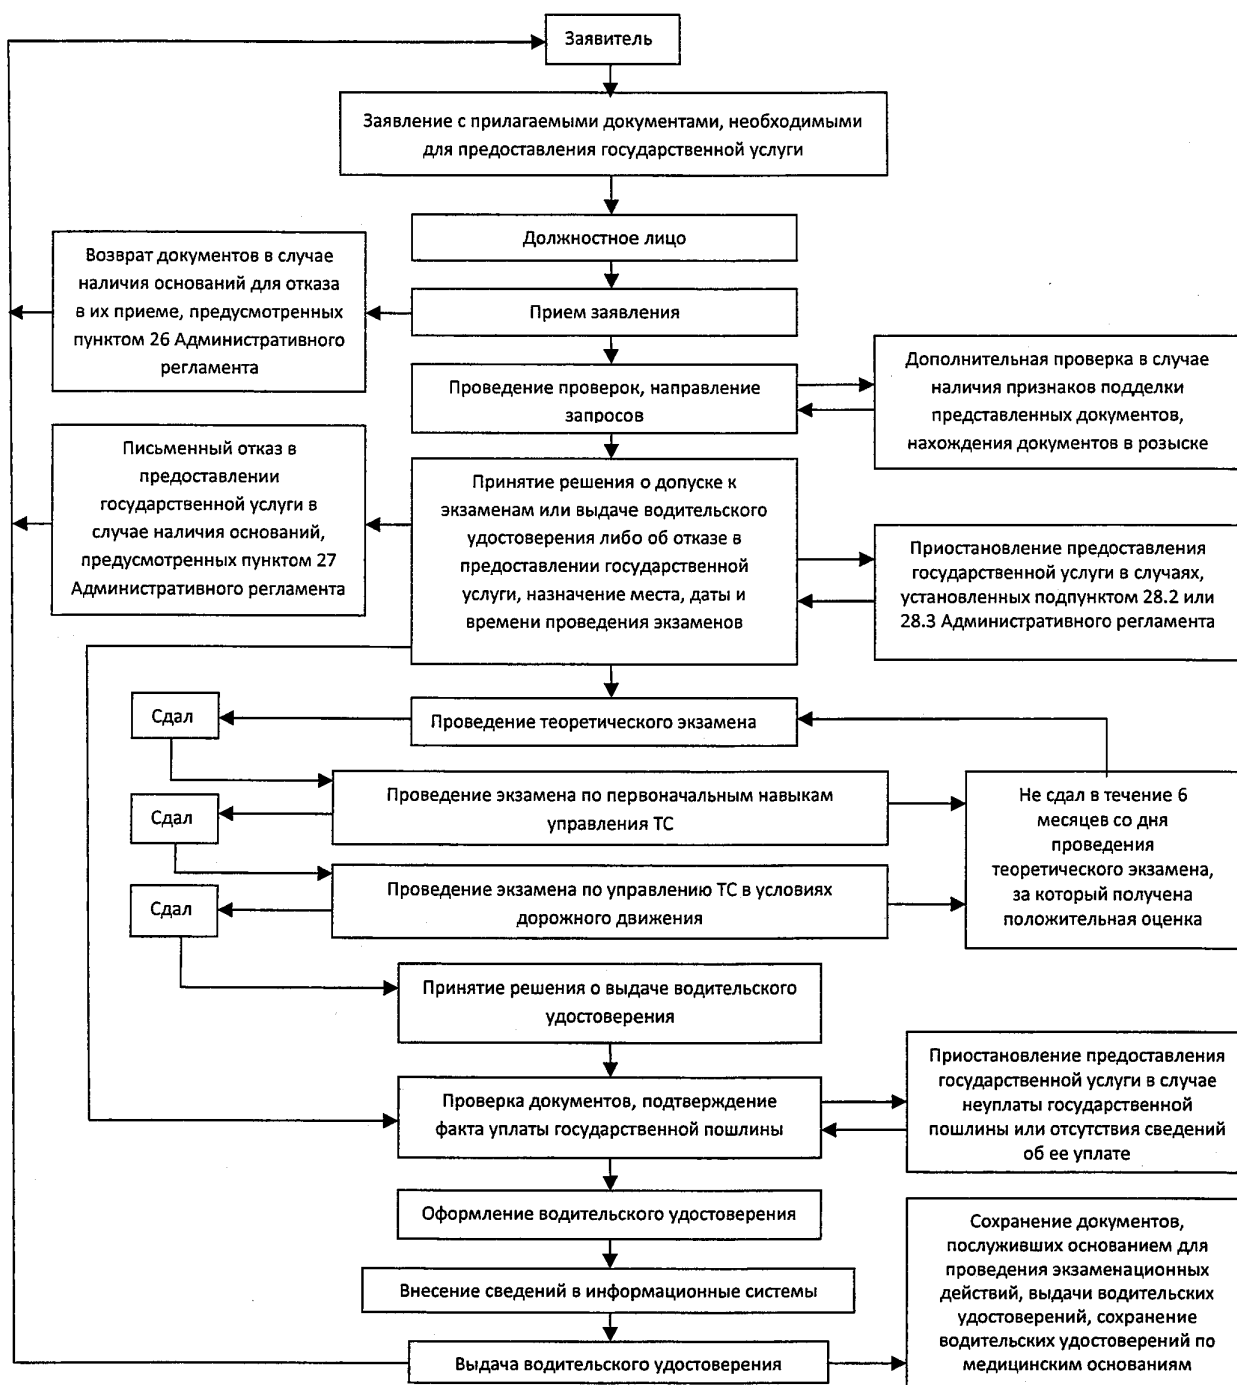 Заявитель
Заявление с прилагаемыми документами, необходимыми
для предоставления государственной услуги
Должностное лицо
Возврат документов в случае
наличия оснований для отказа
в их приеме, предусмотренных
пунктом 26 Административного
регламента
Прием заявления
Проведение проверок, направление
запросов
Дополнительная проверка в случае
наличия признаков подделки
представленных документов,
нахождения документов в розыске
Письменный отказ в
предоставлении
государственной услуги в
случае наличия оснований,
предусмотренных пунктом 27
Административного регламента
Принятие решения о допуске к
экзаменам или выдаче водительского
удостоверения либо об отказе в
предоставлении государственной
услуги, назначение места, даты и
времени проведения экзаменов
Приостановление предоставления
государственной услуги в случаях,
установленных подпунктом 28.2 или
28.3 Административного регламента
Сдал
Проведение теоретического экзамена
Проведение экзамена по первоначальным навыкам
управления ТС
Сдал
Не сдал в течение 6
месяцев со дня
проведения
теоретического экзамена,
за который получена
положительная оценка
Проведение экзамена по управлению ТС в условиях
дорожного движения
Сдал
Принятие решения о выдаче водительского
удостоверения
Проверка документов, подтверждение
факта уплаты государственной пошлины
Приостановление предоставления
государственной услуги в случае
неуплаты государственной
пошлины или отсутствия сведений
об ее уплате
Оформление водительского удостоверения
Внесение сведений в информационные системы
Выдача водительского удостоверения
Сохранение документов,
послуживших основанием для
проведения экзаменационных
действий, выдачи водительских
удостоверений, сохранение
водительских удостоверений по
медицинским основаниям